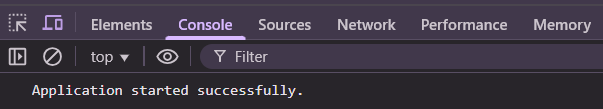 Elements Console Sources Network Performance Memory
top Filter
Application started successfully.